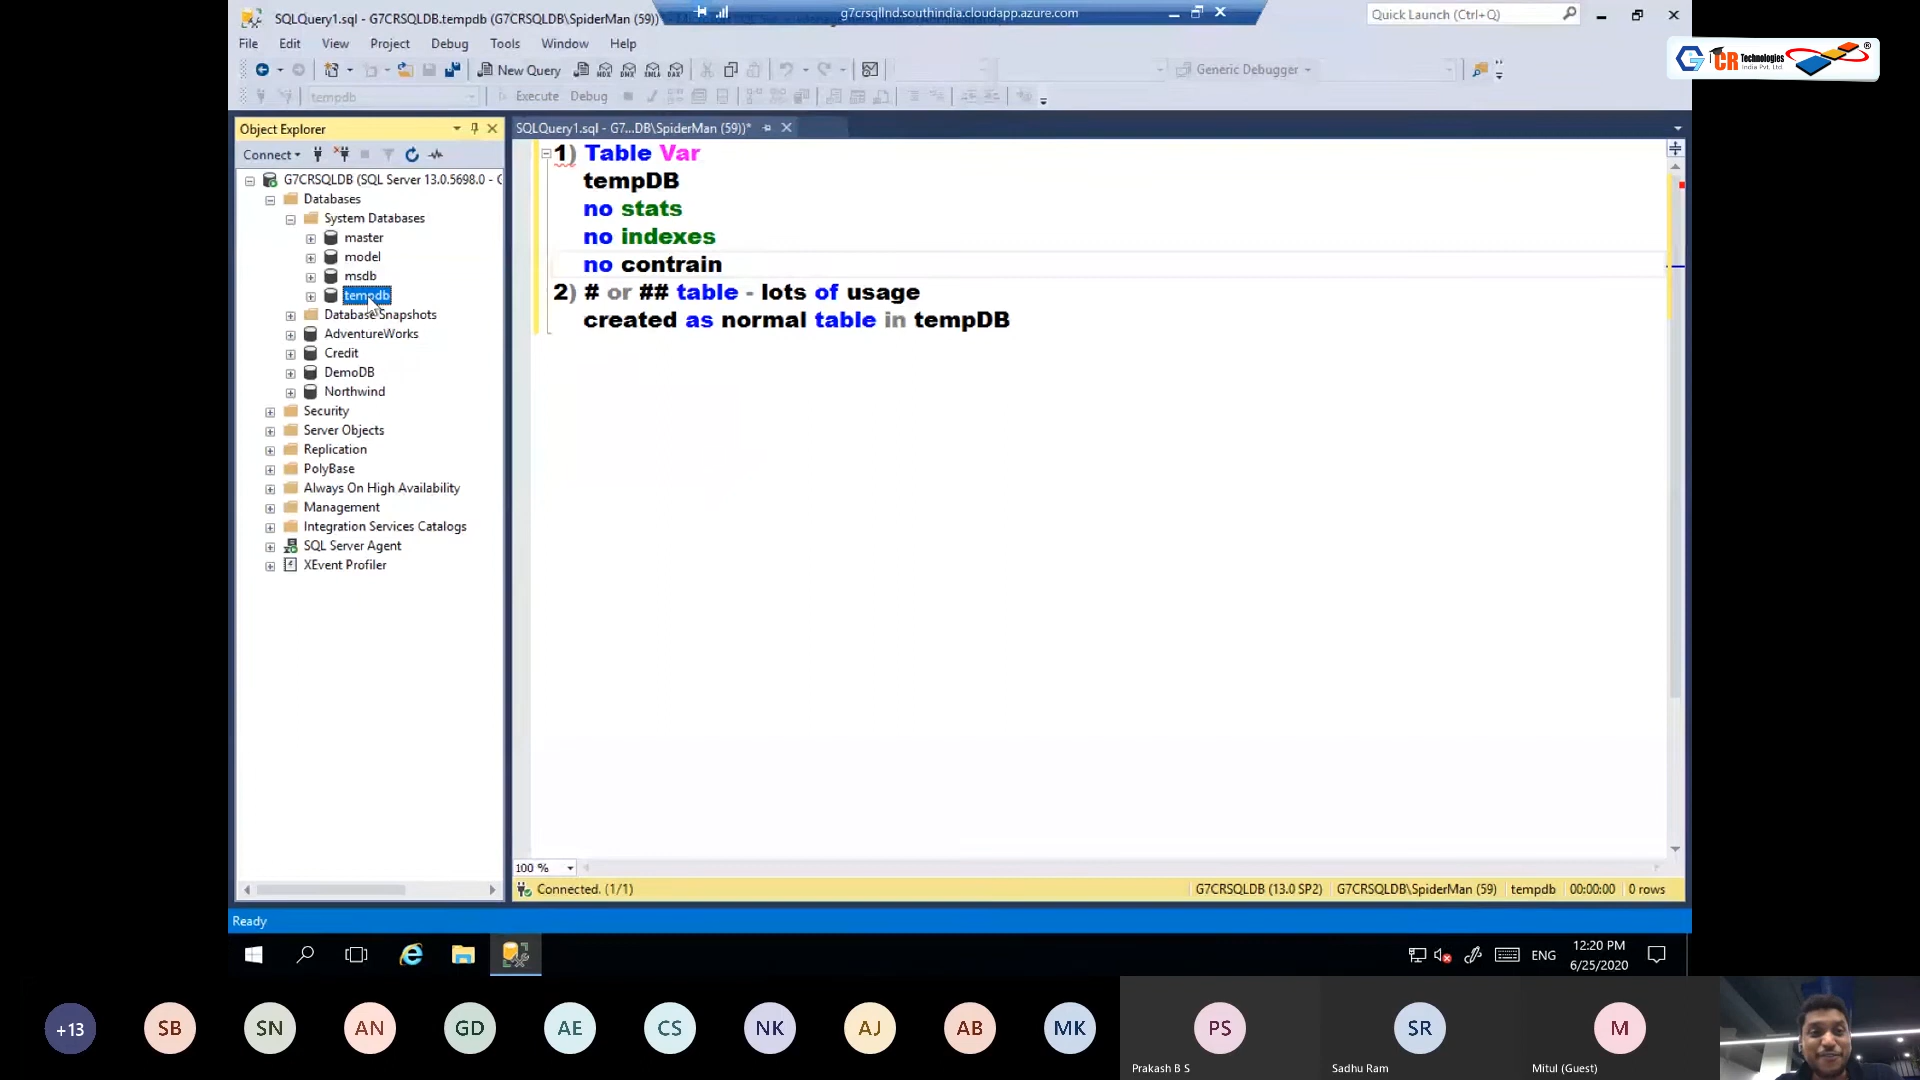 SQLQuery1.sql - G7CRSQLDB.tempdb (G7CRSQLDB\SpiderMan (59))*
g7crsqllnd.southindia.cloudapp.azure.com
Quick Launch (Ctrl+Q)
File Edit View Project Debug Tools Window Help
New Query
Generic Debugger
tempdb
Execute Debug
G CR Technologies
India Pvt. Ltd.
®
Object Explorer
Connect
G7CRSQLDB (SQL Server 13.0.5698.0 - G
Databases
System Databases
master
model
msdb
tempdb
Database Snapshots
AdventureWorks
Credit
DemoDB
Northwind
Security
Server Objects
Replication
PolyBase
Always On High Availability
Management
Integration Services Catalogs
SQL Server Agent
XEvent Profiler
SQLQuery1.sql - G7...DB\SpiderMan (59))*
1) Table Var
tempDB
no stats
no indexes
no contrain
2) # or ## table - lots of usage
created as normal table in tempDB
100 %
Connected. (1/1)
G7CRSQLDB (13.0 SP2) G7CRSQLDB\SpiderMan (59) tempdb 00:00:00 0 rows
Ready
ENG
12:20 PM
6/25/2020
+13 SB SN AN GD AE CS NK AJ AB MK PS SR M
Prakash B S Sadhu Ram Mitul (Guest)